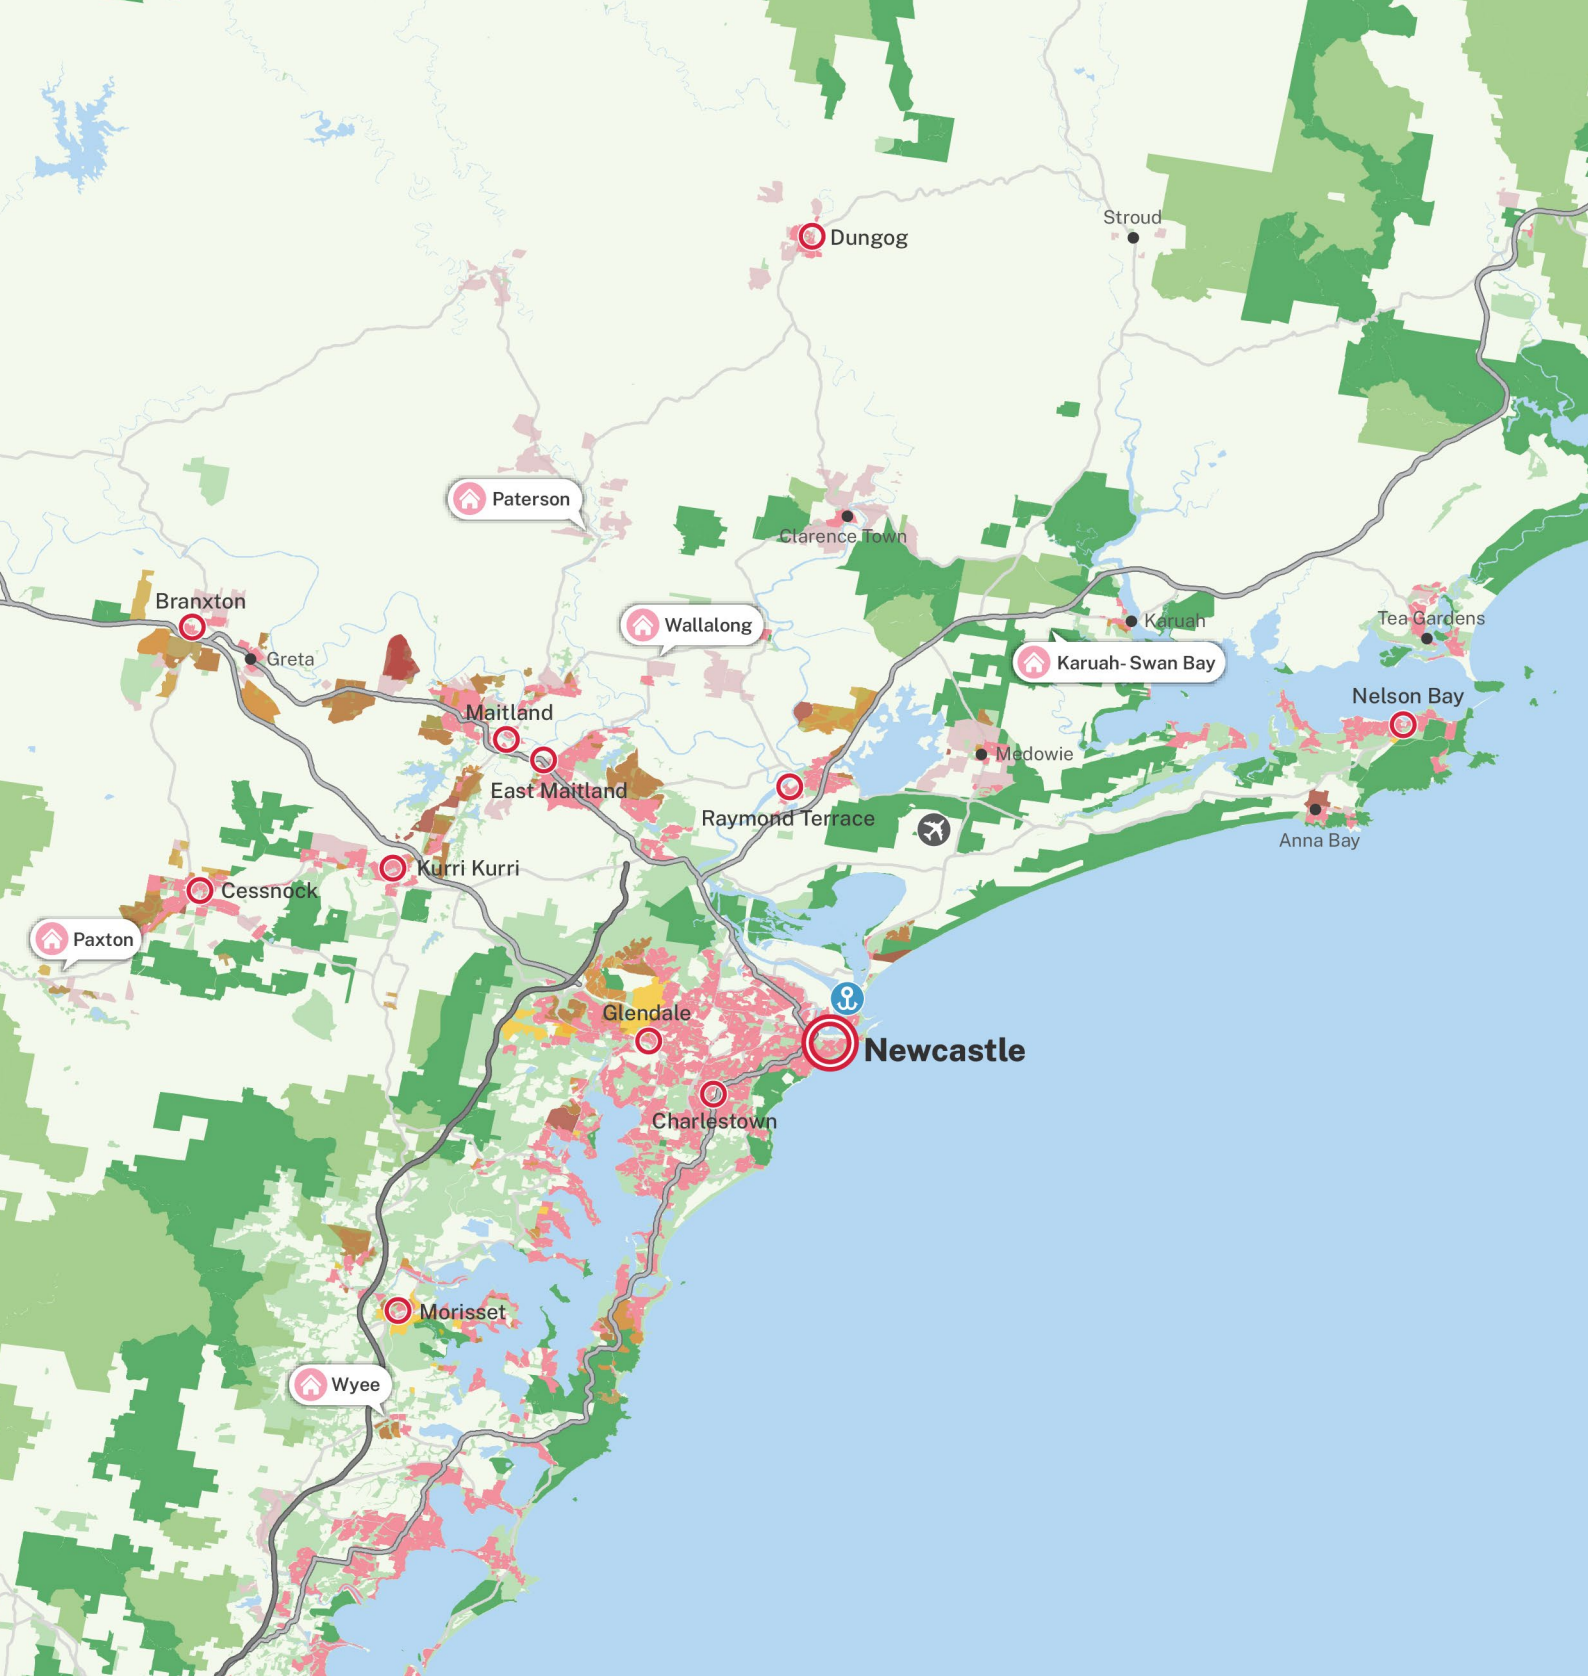 Stroud
Dungog
Paterson
Clarence Town
Branxton
Wallalong
Karuah
Tea Gardens
Greta
Karuah- Swan Bay
Nelson Bay
Maitland
Medowie
East Maitland
Raymond Terrace
Anna Bay
Kurri Kurri
Cessnock
Paxton
Glendale
Newcastle
Charlestown
Morisset
Wyee